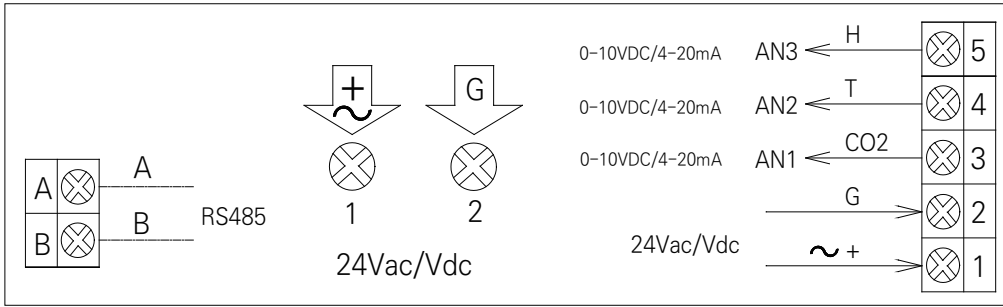 A A
B B
RS485
+
~
G
1 2
24Vac/Vdc
0-10VDC/4-20mA AN3 H 5
0-10VDC/4-20mA AN2 T 4
0-10VDC/4-20mA AN1 CO2 3
G 2
24Vac/Vdc
~ + 1